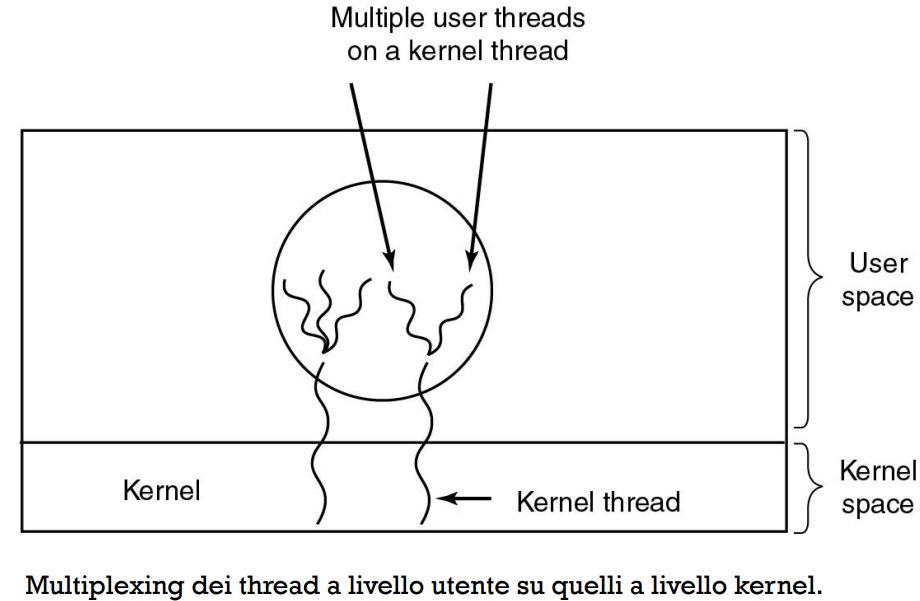 Multiple user threads
on a kernel thread
User
space
Kernel
Kernel thread
Kernel
space
Multiplexing dei thread a livello utente su quelli a livello kernel.